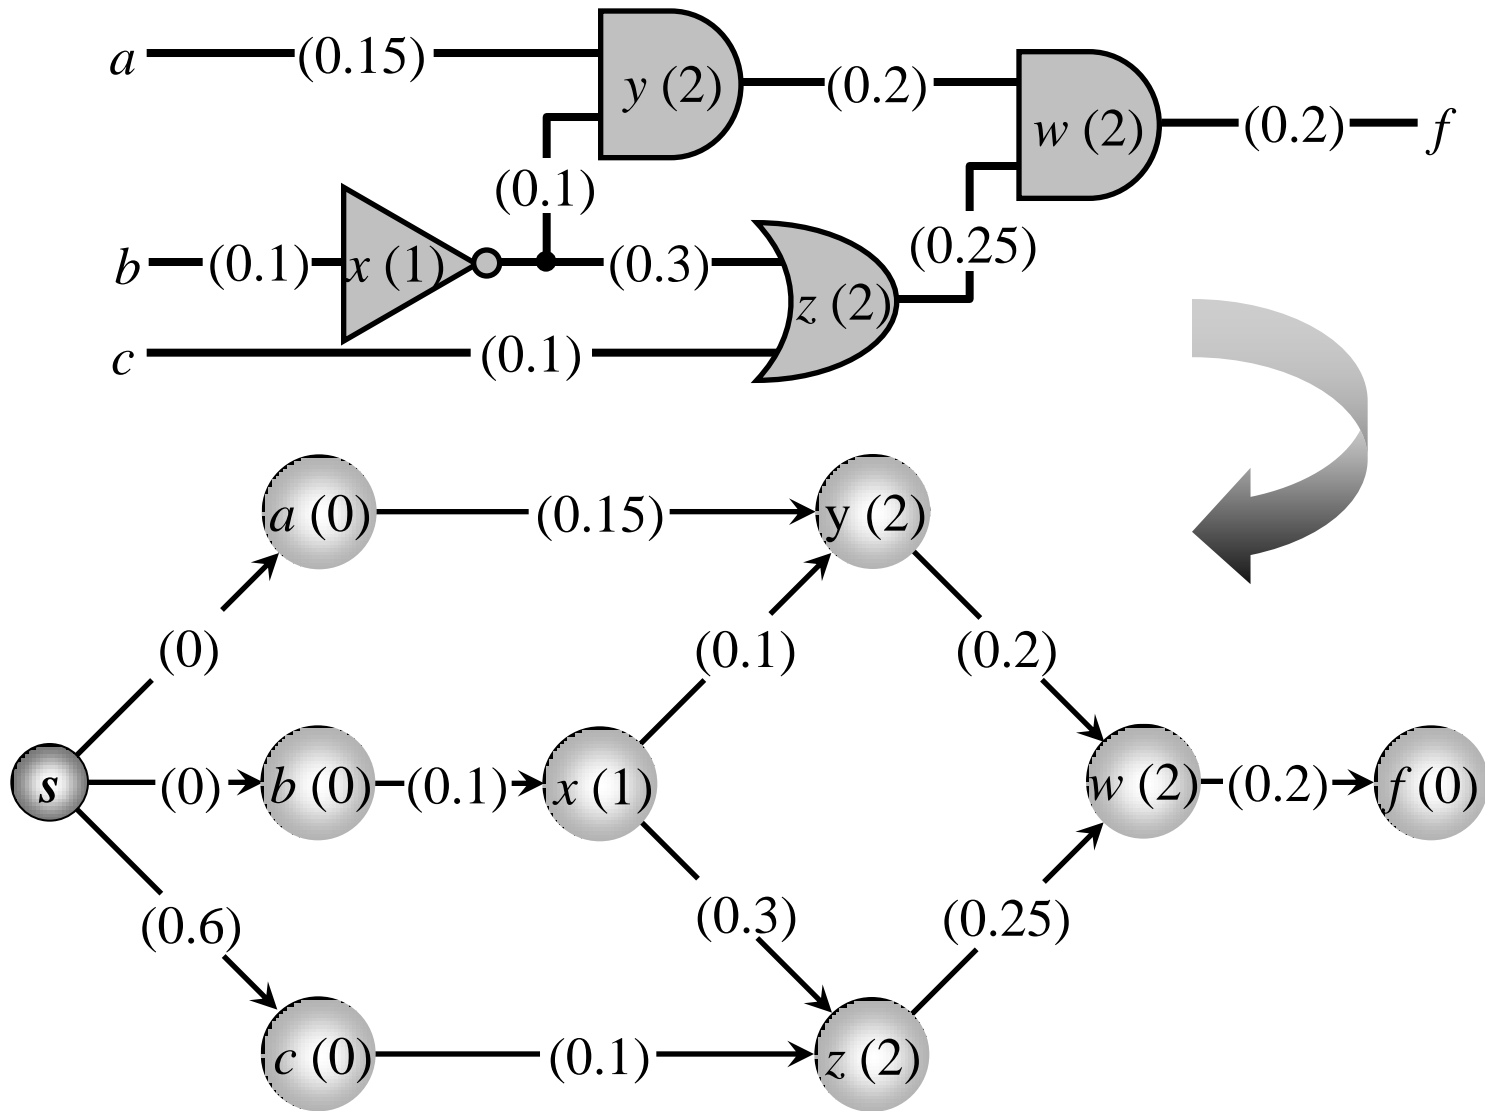 a (0.15) y (2) (0.2) w (2) (0.2) f
(0.1)
b (0.1) x (1) (0.3) z (2) (0.25)
c (0.1)
a (0) (0.15) y (2)
(0) (0.1) (0.2)
s (0) b (0) (0.1) x (1) w (2) (0.2) f (0)
(0.6) (0.3) (0.25)
c (0) (0.1) z (2)